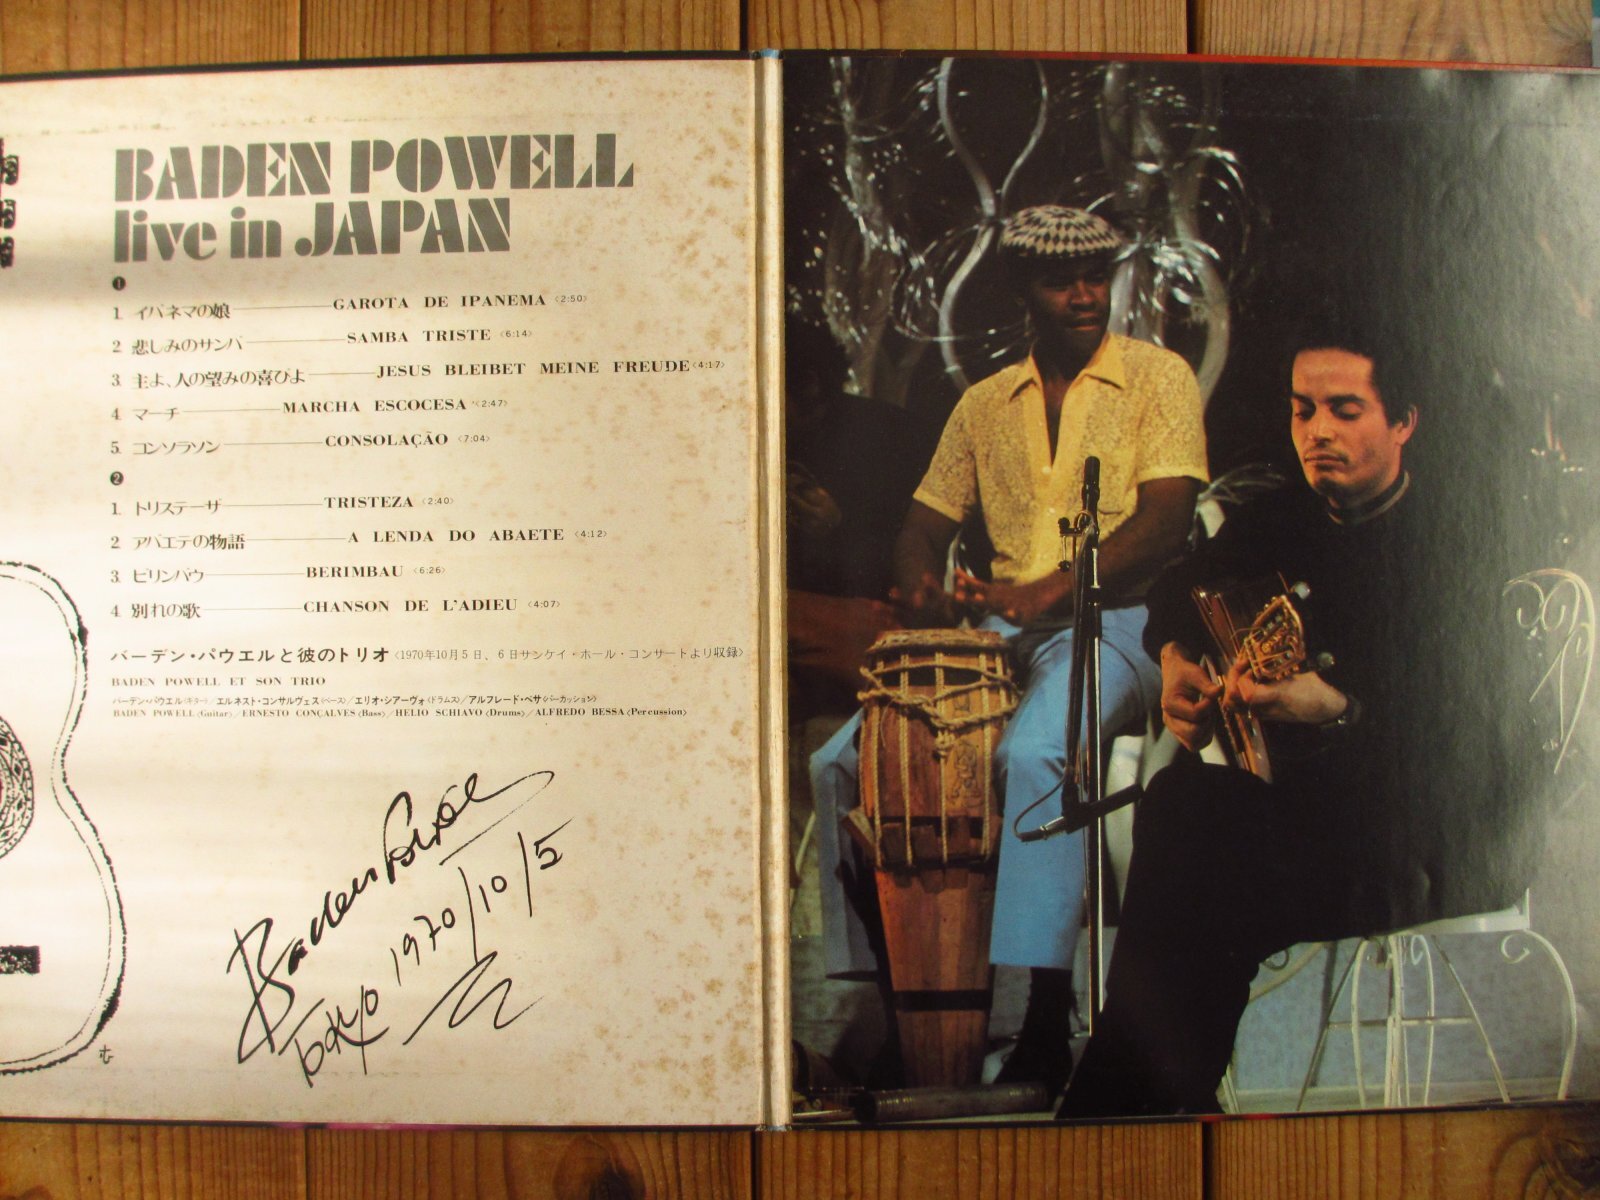 BADEN POWELL
live in JAPAN
❶
1. イパネマの娘 GAROTA DE IPANEMA 〈2:50〉
2. 悲しみのサンバ SAMBA TRISTE 〈6:14〉
3. 主よ、人の望みの喜びよ JESUS BLEIBET MEINE FREUDE 〈4:17〉
4. マーチ MARCHA ESCOCESA 〈2:47〉
5. コンソラソン CONSOLAÇÃO 〈7:04〉
❷
1. トリステーザ TRISTEZA 〈2:40〉
2. アバエテの物語 A LENDA DO ABAETE 〈4:12〉
3. ビリンバウ BERIMBAU 〈6:26〉
4. 別れの歌 CHANSON DE L'ADIEU 〈4:07〉
バーデン・パウエルと彼のトリオ 〈1970年10月5日、6日サンケイ・ホール・コンサートより収録〉
BADEN POWELL ET SON TRIO
バーデン・パウエル〈ギター〉/エルネスト・コンサルヴェス〈ベース〉/エリオ・シアーヴォ〈ドラムス〉/アルフレード・ベサ〈パーカッション〉
BADEN POWELL〈Guitar〉/ERNESTO GONÇALVES〈Bass〉/HELIO SCHIAVO〈Drums〉/ALFREDO BESSA〈Percussion〉
Baden Powell
Tokyo 1970/10/5
む